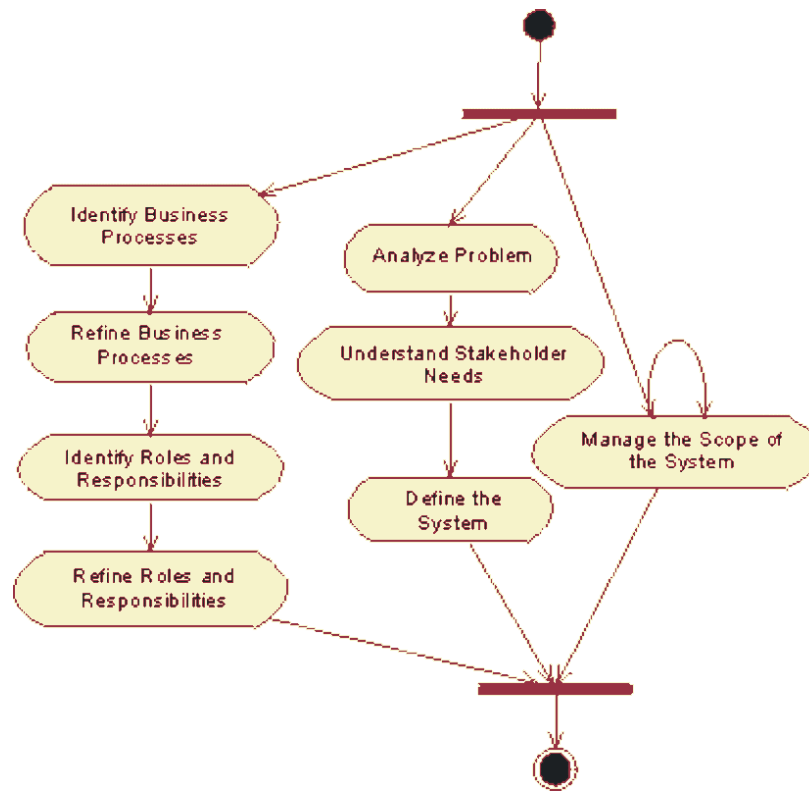 Identify Business
Processes
Analyze Problem
Refine Business
Processes
Understand Stakeholder
Needs
Manage the Scope of
the System
Identify Roles and
Responsibilities
Define the
System
Refine Roles and
Responsibilities